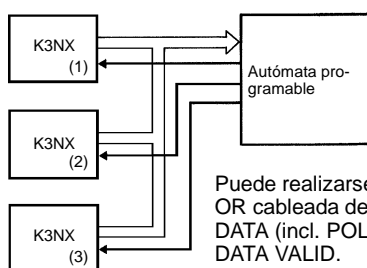 K3NX
(1)
Autómata pro-
gramable
K3NX
(2)
K3NX
(3)
Puede realizarse
OR cableada de
DATA (incl. POL
DATA VALID.